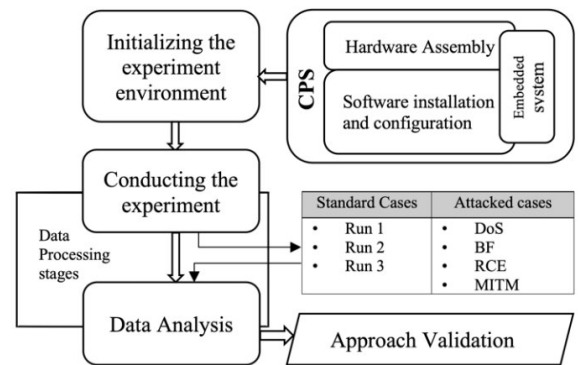 Initializing the
experiment
environment
CPS
Hardware Assembly
Software installation
and configuration
Embedded
system
Conducting the
experiment
Data
Processing
stages
Standard Cases Attacked cases
• Run 1 • DoS
• Run 2 • BF
• Run 3 • RCE
• MITM
Data Analysis
Approach Validation